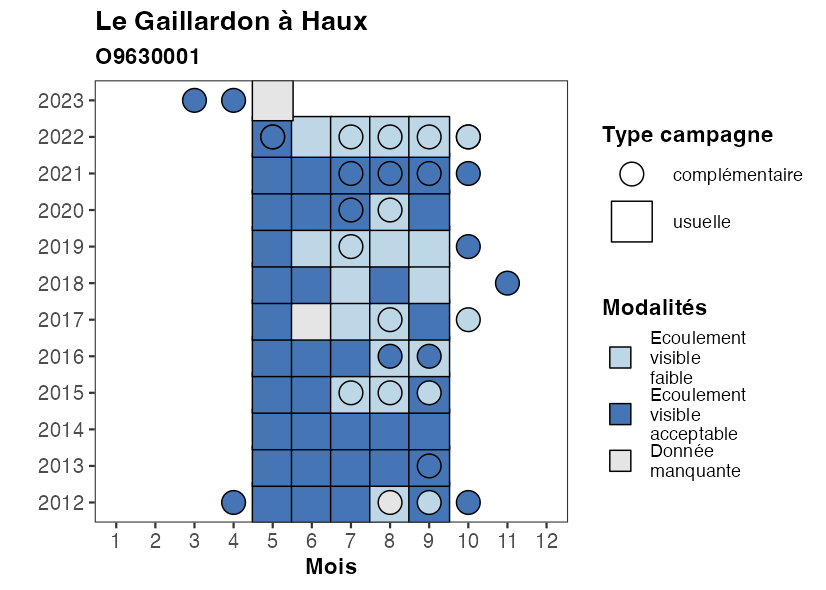 Le Gaillardon à Haux
O9630001
2023
2022
2021
2020
2019
2018
2017
2016
2015
2014
2013
2012
1 2 3 4 5 6 7 8 9 10 11 12
Mois
Type campagne
complémentaire
usuelle
Modalités
Ecoulement
visible
faible
Ecoulement
visible
acceptable
Donnée
manquante